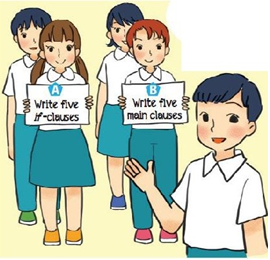 A
Write five
if-clauses
B
Write five
main clauses